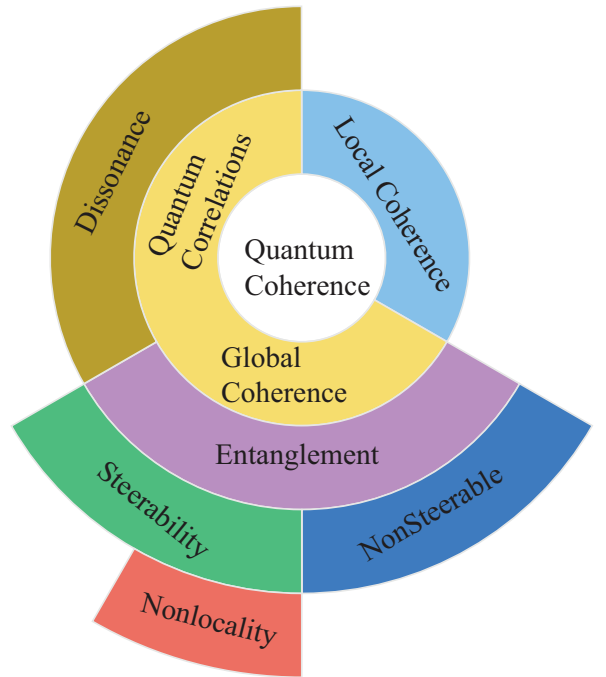 Dissonance
Quantum
Correlations
Local Coherence
Quantum
Coherence
Global
Coherence
Entanglement
Steerability
NonSteerable
Nonlocality